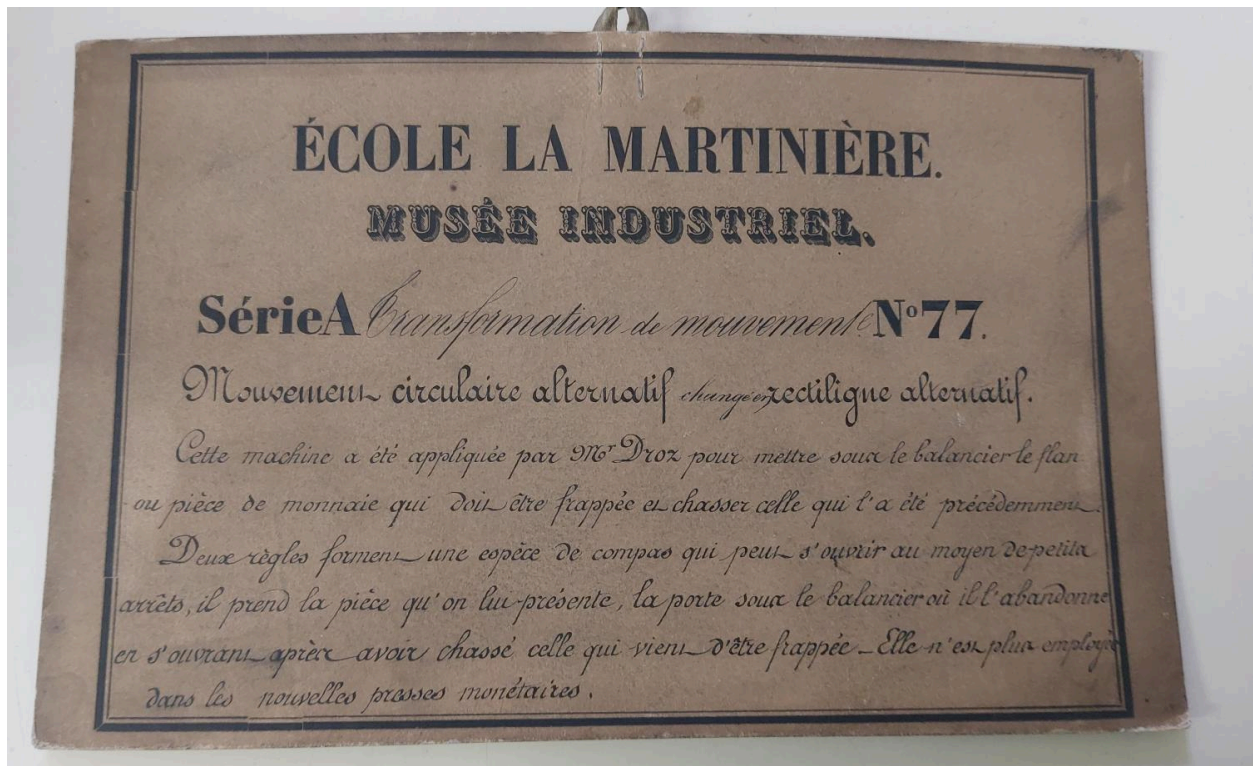 ÉCOLE LA MARTINIÈRE.
MUSÉE INDUSTRIEL.
Série A Transformation de mouvement No 77.
Mouvement circulaire alternatif changé en rectiligne alternatif.
Cette machine a été appliquée par Mr Droz pour mettre sous le balancier le flan
ou pièce de monnaie qui doit être frappée et chasser celle qui l'a été précédemment.
Deux règles forment une espèce de compas qui peut s'ouvrir au moyen de petits
arrêts, il prend la pièce qu'on lui présente, la porte sous le balancier où il l'abandonne
en s'ouvrant après avoir chassé celle qui vient d'être frappée _ Elle n'est plus employée
dans les nouvelles presses monétaires.